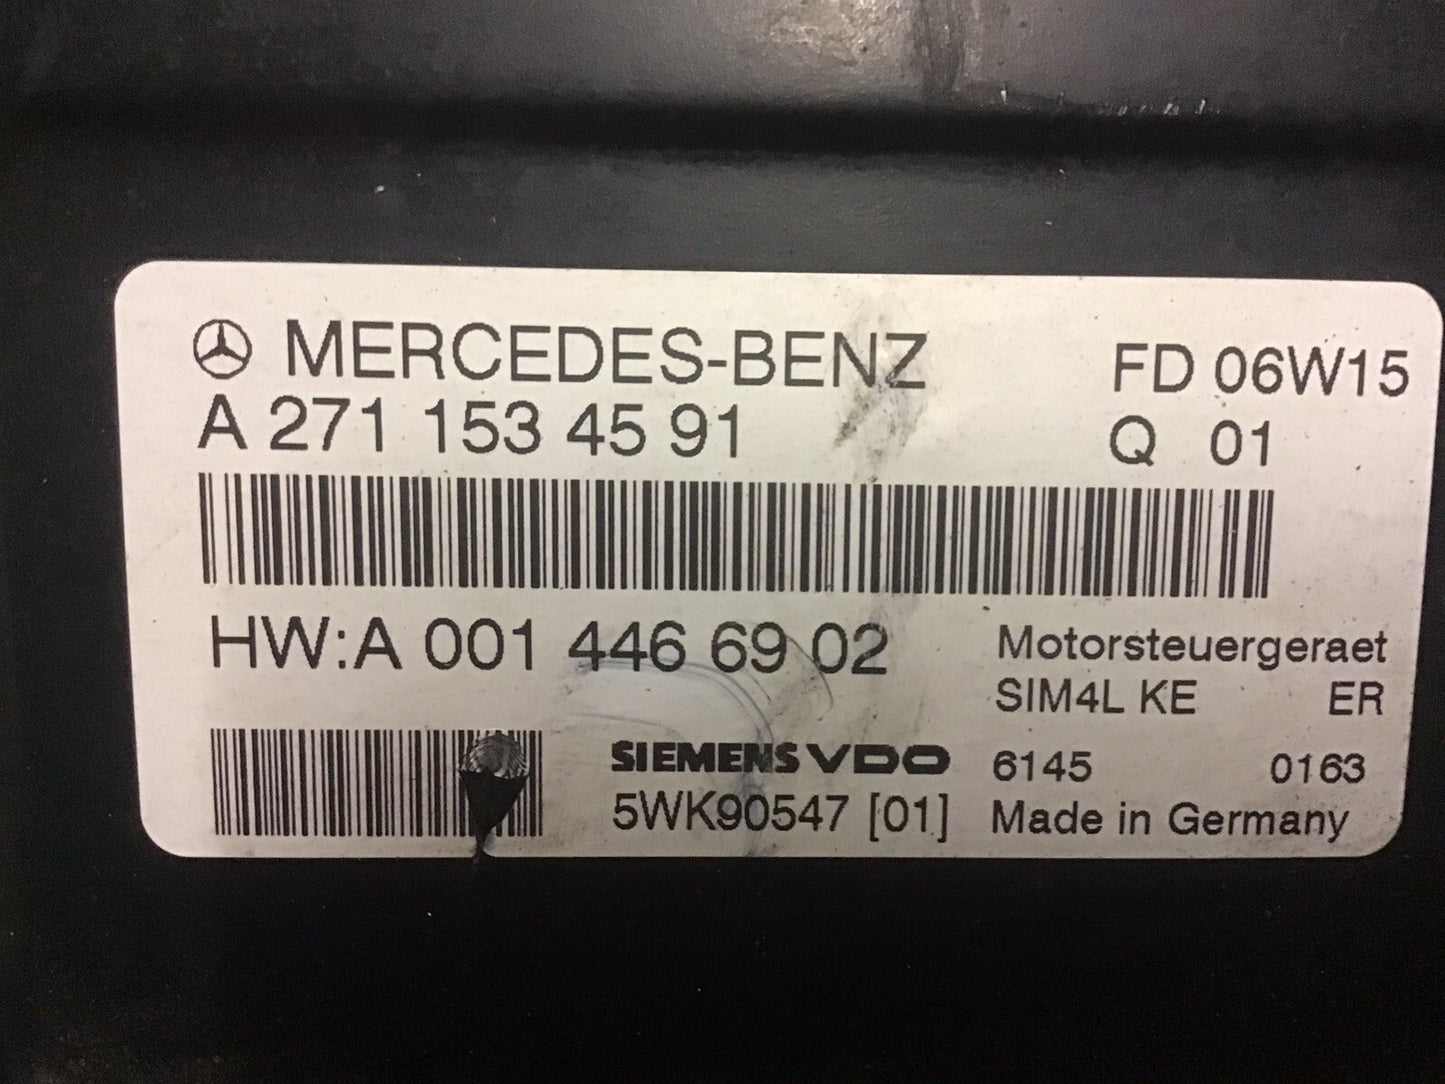 MERCEDES-BENZ FD 06W15
A 271 153 45 91 Q 01
HW:A 001 446 69 02
Motorsteuergeraet
SIM4L KE ER
SIEMENS VDO 6145 0163
5WK90547 [01] Made in Germany